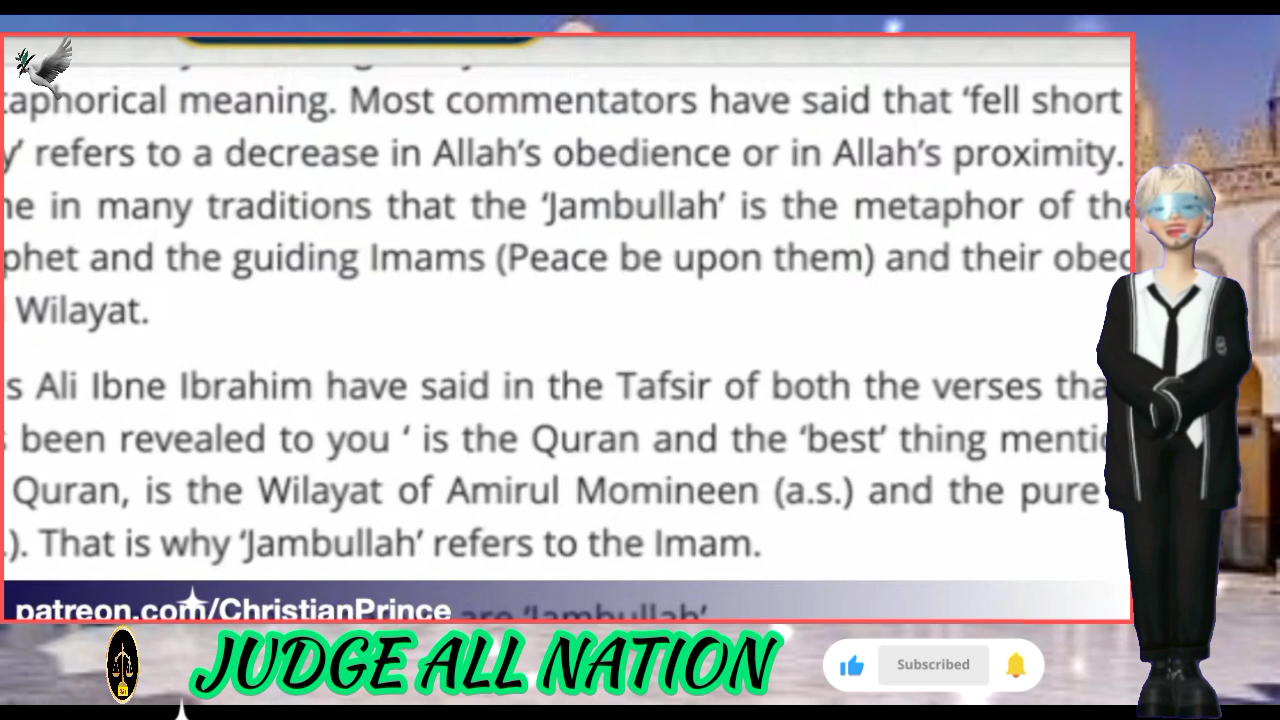 taphorical meaning. Most commentators have said that ‘fell short
y’ refers to a decrease in Allah’s obedience or in Allah’s proximity.
ne in many traditions that the ‘Jambullah’ is the metaphor of the
phet and the guiding Imams (Peace be upon them) and their obed
Wilayat.
s Ali Ibne Ibrahim have said in the Tafsir of both the verses tha
been revealed to you ‘ is the Quran and the ‘best’ thing mentio
Quran, is the Wilayat of Amirul Momineen (a.s.) and the pure
.). That is why ‘Jambullah’ refers to the Imam.
patreon.com/ChristianPrince are ‘Jambullah’
JUDGE ALL NATION
Subscribed